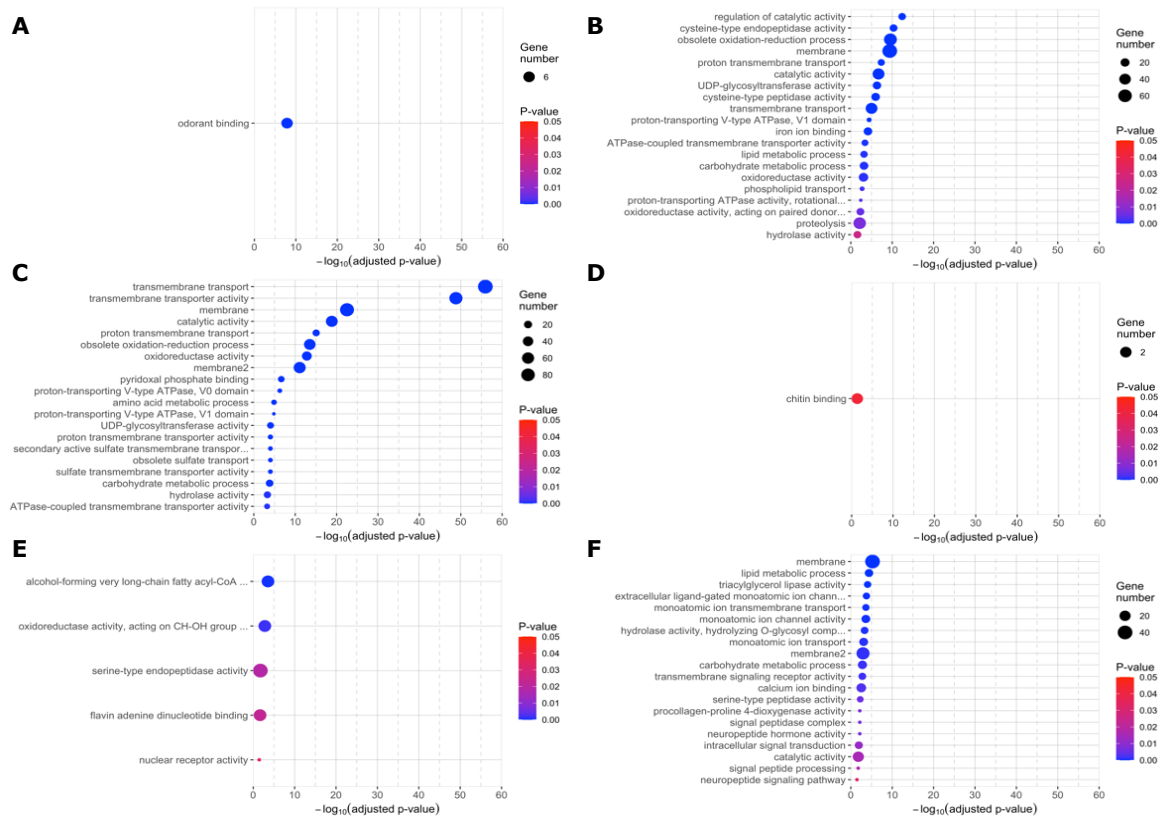 A
odorant binding
0 10 20 30 40 50 60
−log10(adjusted p-value)
Gene
number
6
P-value
0.05
0.04
0.03
0.02
0.01
0.00
B
regulation of catalytic activity
cysteine-type endopeptidase activity
obsolete oxidation-reduction process
membrane
proton transmembrane transport
catalytic activity
UDP-glycosyltransferase activity
cysteine-type peptidase activity
transmembrane transport
proton-transporting V-type ATPase, V1 domain
iron ion binding
ATPase-coupled transmembrane transporter activity
lipid metabolic process
carbohydrate metabolic process
oxidoreductase activity
phospholipid transport
proton-transporting ATPase activity, rotational...
oxidoreductase activity, acting on paired donor...
proteolysis
hydrolase activity
0 10 20 30 40 50 60
−log10(adjusted p-value)
Gene
number
20
40
60
P-value
0.05
0.04
0.03
0.02
0.01
0.00
C
transmembrane transport
transmembrane transporter activity
membrane
catalytic activity
proton transmembrane transport
obsolete oxidation-reduction process
oxidoreductase activity
membrane2
pyridoxal phosphate binding
proton-transporting V-type ATPase, V0 domain
amino acid metabolic process
proton-transporting V-type ATPase, V1 domain
UDP-glycosyltransferase activity
proton transmembrane transporter activity
secondary active sulfate transmembrane transpor...
obsolete sulfate transport
sulfate transmembrane transporter activity
carbohydrate metabolic process
hydrolase activity
ATPase-coupled transmembrane transporter activity
0 10 20 30 40 50 60
−log10(adjusted p-value)
Gene
number
20
40
60
80
P-value
0.05
0.04
0.03
0.02
0.01
0.00
D
chitin binding
0 10 20 30 40 50 60
−log10(adjusted p-value)
Gene
number
2
P-value
0.05
0.04
0.03
0.02
0.01
0.00
E
alcohol-forming very long-chain fatty acyl-CoA ...
oxidoreductase activity, acting on CH-OH group ...
serine-type endopeptidase activity
flavin adenine dinucleotide binding
nuclear receptor activity
0 10 20 30 40 50 60
−log10(adjusted p-value)
P-value
0.05
0.04
0.03
0.02
0.01
0.00
F
membrane
lipid metabolic process
triacylglycerol lipase activity
extracellular ligand-gated monoatomic ion chann...
monoatomic ion transmembrane transport
monoatomic ion channel activity
hydrolase activity, hydrolyzing O-glycosyl comp...
monoatomic ion transport
membrane2
carbohydrate metabolic process
transmembrane signaling receptor activity
calcium ion binding
serine-type peptidase activity
procollagen-proline 4-dioxygenase activity
signal peptidase complex
neuropeptide hormone activity
intracellular signal transduction
catalytic activity
signal peptide processing
neuropeptide signaling pathway
0 10 20 30 40 50 60
−log10(adjusted p-value)
Gene
number
20
40
P-value
0.05
0.04
0.03
0.02
0.01
0.00